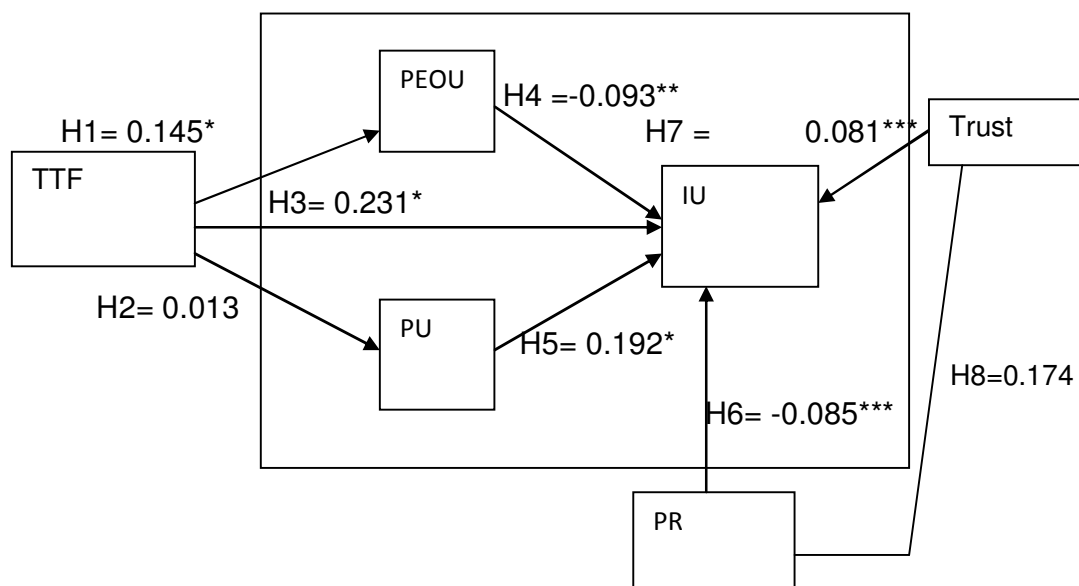 PEOU
H4 =-0.093**
H1= 0.145*
H7 = 0.081***
Trust
TTF
H3= 0.231*
IU
H2= 0.013
PU
H5= 0.192*
H8=0.174
H6= -0.085***
PR